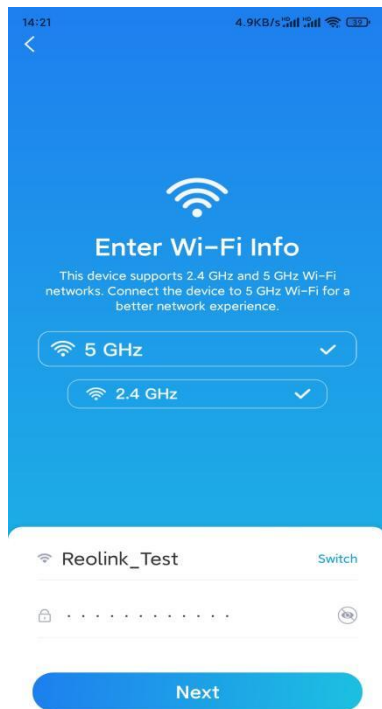 14:21 4.9KB/s 39
Enter Wi-Fi Info
This device supports 2.4 GHz and 5 GHz Wi-Fi
networks. Connect the device to 5 GHz Wi-Fi for a
better network experience.
5 GHz
2.4 GHz
Reolink_Test Switch
············
Next